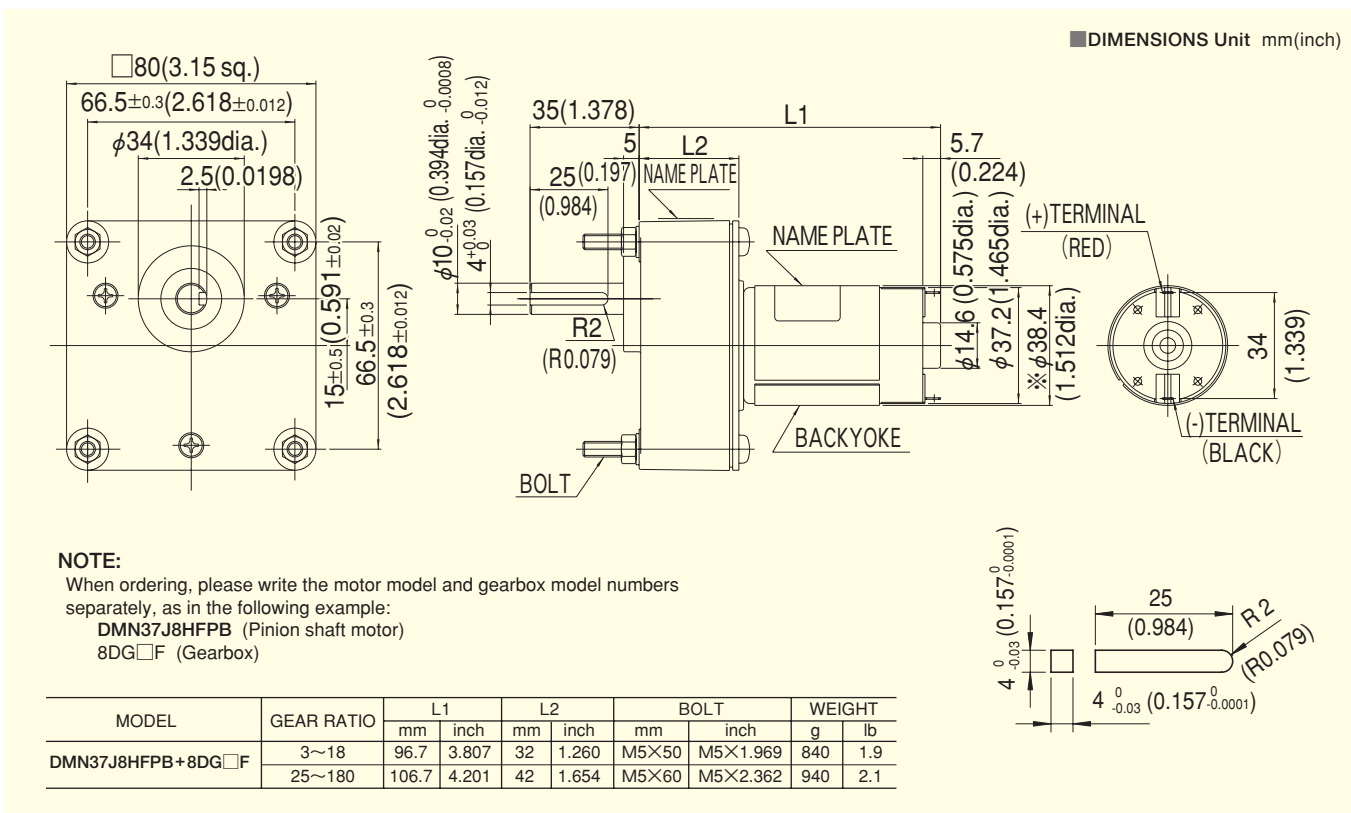 ■DIMENSIONS Unit mm(inch)
□80(3.15 sq.)
66.5±0.3(2.618±0.012)
φ34(1.339dia.)
2.5(0.0198)
15±0.5(0.591±0.02)
66.5±0.3
(2.618±0.012)
φ10 0 -0.02 (0.394dia. 0 -0.0008)
4 +0.03 0 (0.157dia. 0 -0.012)
35(1.378)
L1
5
(0.197)
L2
25
(0.984)
NAME PLATE
5.7
(0.224)
NAME PLATE
R2
(R0.079)
BACKYOKE
BOLT
φ14.6 (0.575dia.)
φ37.2(1.465dia.)
※φ38.4
(1.512dia.)
(+)TERMINAL
(RED)
34
(1.339)
(-)TERMINAL
(BLACK)
4 0 -0.03 (0.157 0 -0.0001)
25
(0.984)
R 2
(R0.079)
4 0 -0.03 (0.157 0 -0.0001)
NOTE:
When ordering, please write the motor model and gearbox model numbers
separately, as in the following example:
DMN37J8HFPB (Pinion shaft motor)
8DG□F (Gearbox)
MODEL GEAR RATIO L1 L2 BOLT WEIGHT
mm inch mm inch mm inch g lb
DMN37J8HFPB+8DG□F
3～18 96.7 3.807 32 1.260 M5×50 M5×1.969 840 1.9
25～180 106.7 4.201 42 1.654 M5×60 M5×2.362 940 2.1